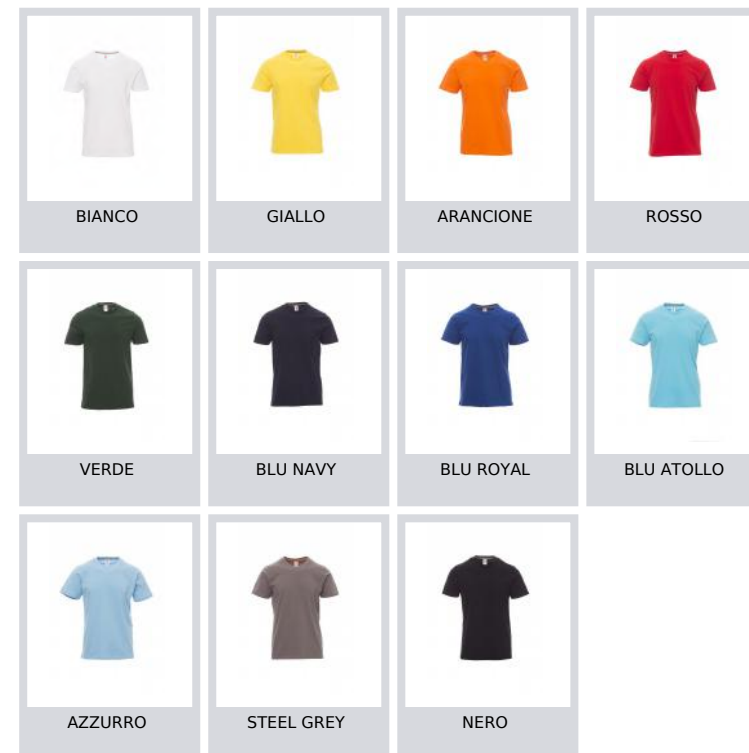 BIANCO
GIALLO
ARANCIONE
ROSSO
VERDE
BLU NAVY
BLU ROYAL
BLU ATOLLO
AZZURRO
STEEL GREY
NERO